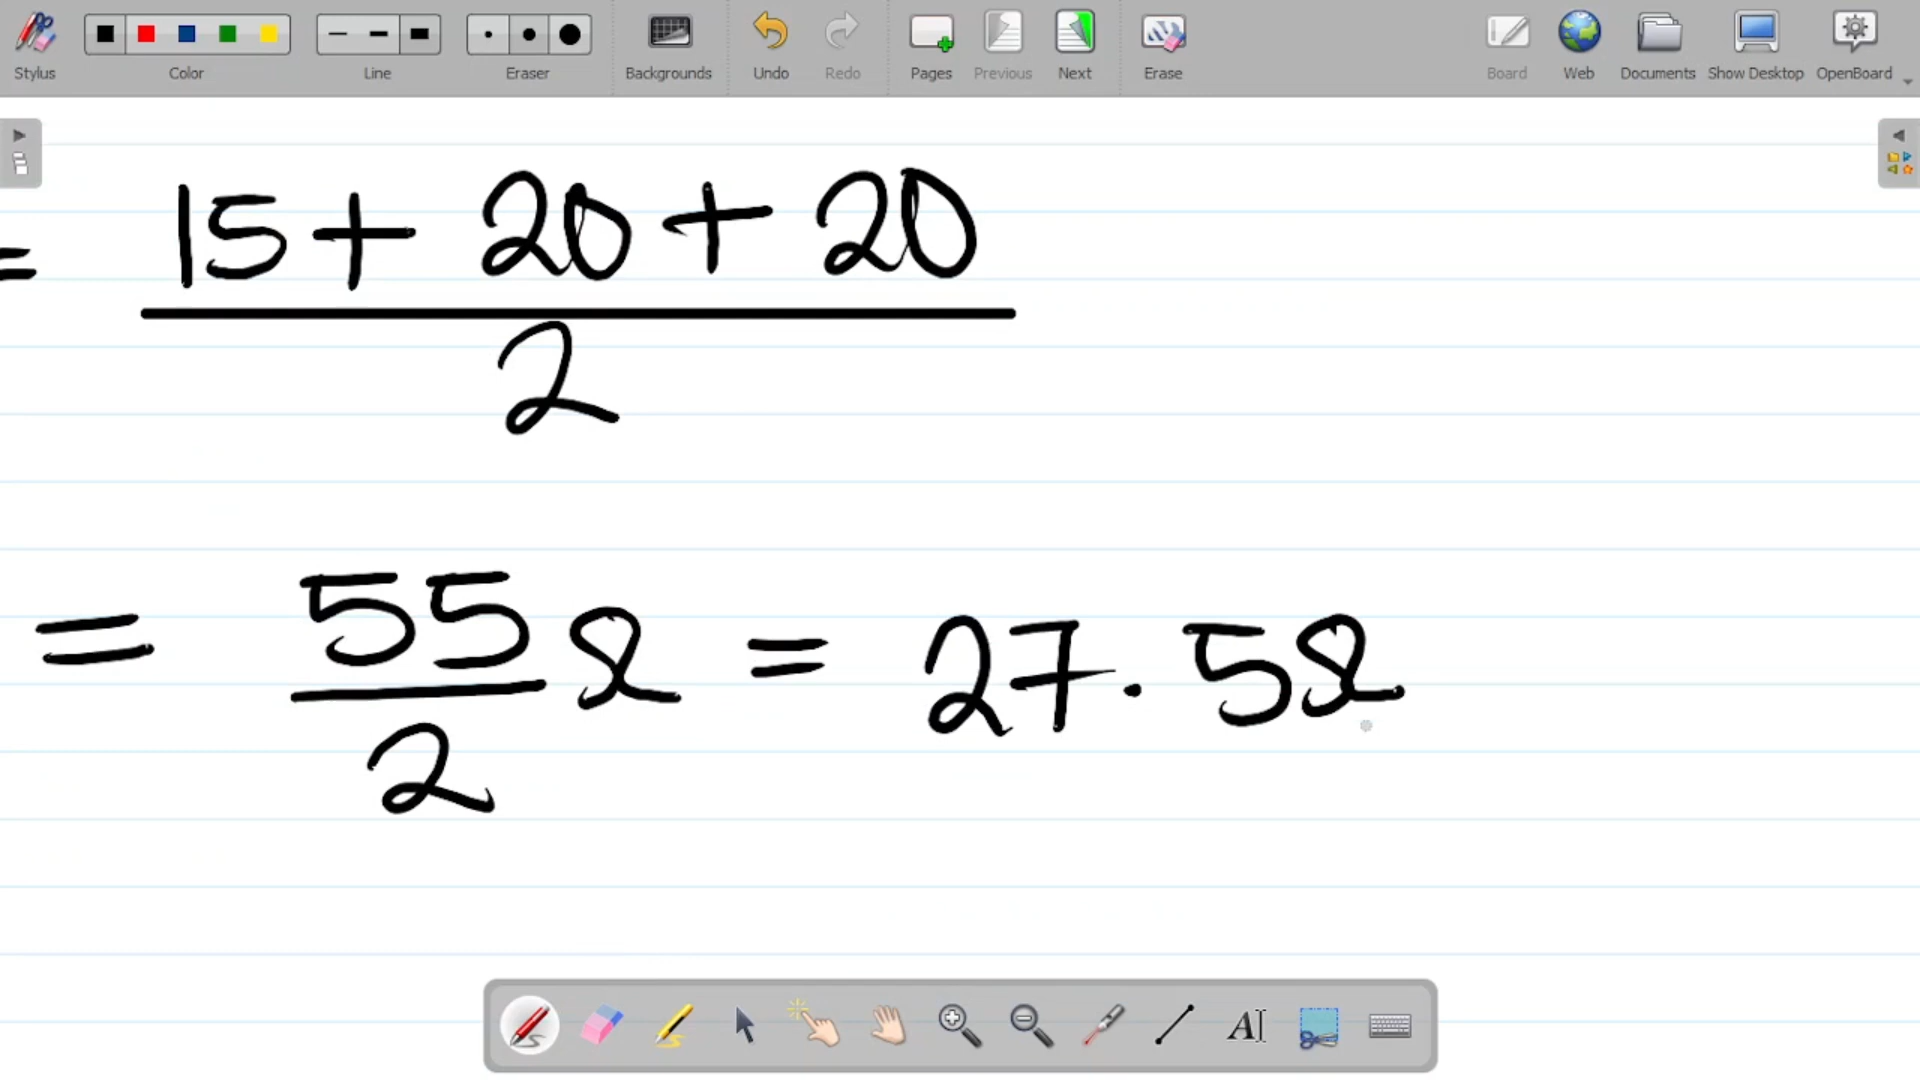 Stylus Color Line Eraser Backgrounds Undo Redo Pages Previous Next Erase Board Web Documents Show Desktop OpenBoard
= 15 + 20 + 20
2
= 55 Ω = 27.5Ω
2